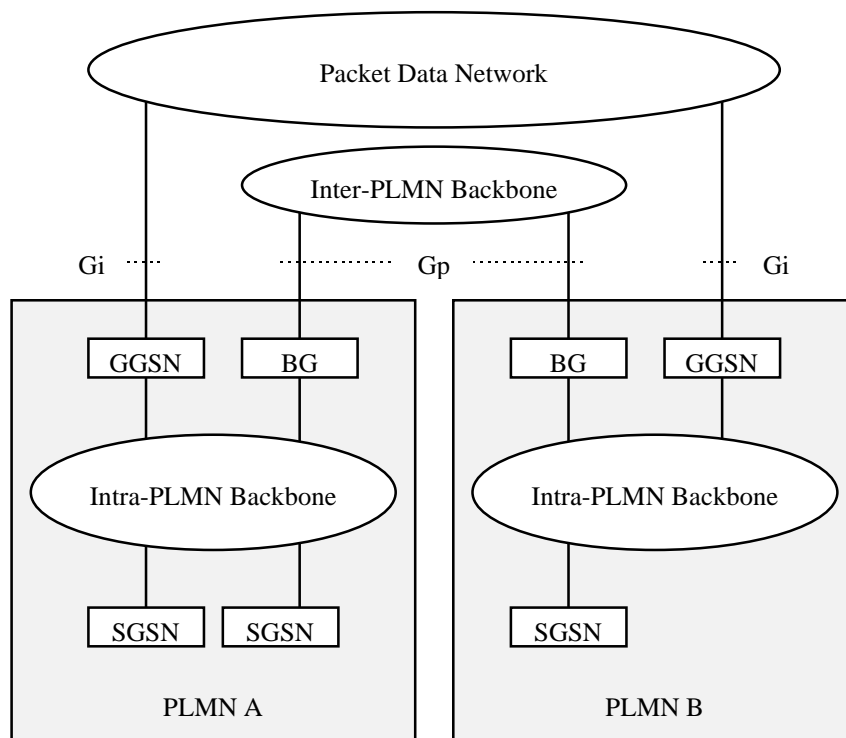 Packet Data Network
Inter-PLMN Backbone
Gi
Gp
Gi
GGSN
BG
BG
GGSN
Intra-PLMN Backbone
Intra-PLMN Backbone
SGSN
SGSN
SGSN
PLMN A
PLMN B